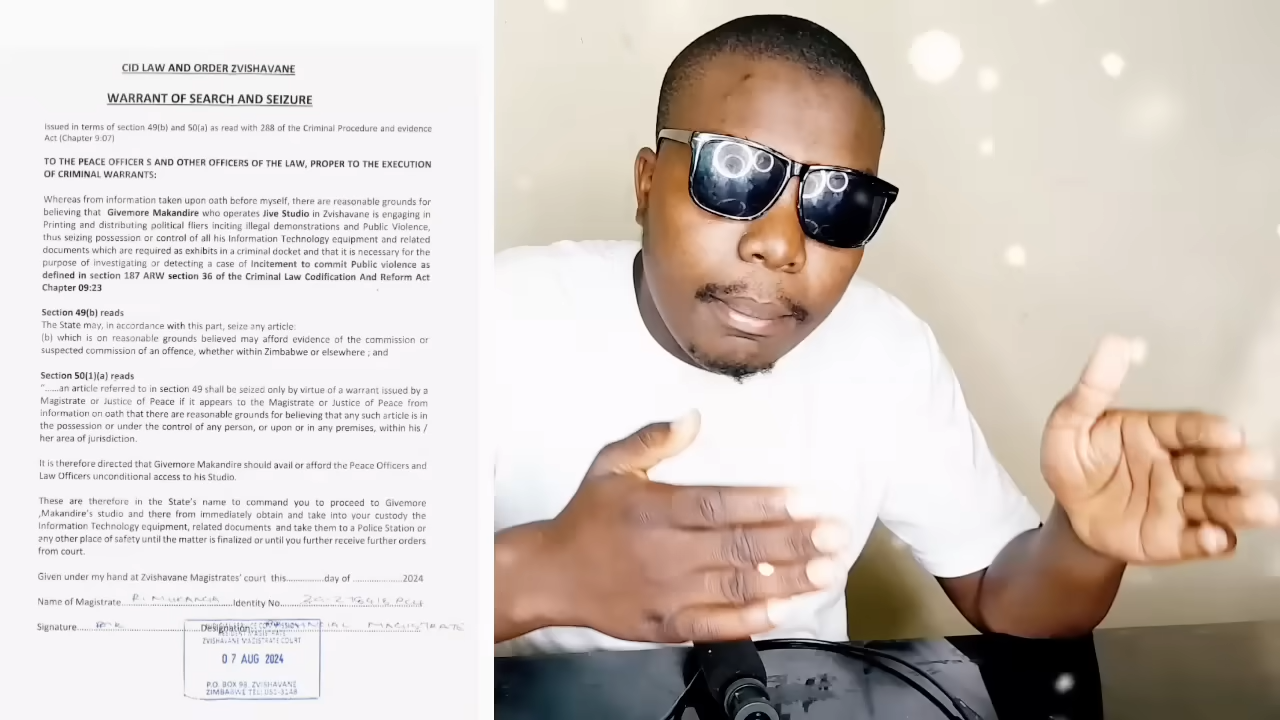 CID LAW AND ORDER ZVISHAVANE
WARRANT OF SEARCH AND SEIZURE
issued in terms of section 49(b) and 50(a) as read with 288 of the Criminal Procedure and evidence
Act (Chapter 9:07)
TO THE PEACE OFFICER S AND OTHER OFFICERS OF THE LAW, PROPER TO THE EXECUTION
OF CRIMINAL WARRANTS:
Whereas from information taken upon oath before myself, there are reasonable grounds for
believing that Givemore Makandire who operates Jive Studio in Zvishavane is engaging in
Printing and distributing political fliers inciting illegal demonstrations and Public Violence,
thus seizing possession or control of all his Information Technology equipment and related
documents which are required as exhibits in a criminal docket and that it is necessary for the
purpose of investigating or detecting a case of Incitement to commit Public violence as
defined in section 187 ARW section 36 of the Criminal Law Codification And Reform Act
Chapter 09:23
Section 49(b) reads
The State may, in accordance with this part, seize any article:
(b) which is on reasonable grounds believed may afford evidence of the commission or
suspected commission of an offence, whether within Zimbabwe or elsewhere ; and
Section 50(1)(a) reads
"......an article referred to in section 49 shall be seized only by virtue of a warrant issued by a
Magistrate or Justice of Peace if it appears to the Magistrate or Justice of Peace from
information on oath that there are reasonable grounds for believing that any such article is in
the possession or under the control of any person, or upon or in any premises, within his /
her area of jurisdiction.
It is therefore directed that Givemore Makandire should avail or afford the Peace Officers and
Law Officers unconditional access to his Studio.
These are therefore in the State's name to command you to proceed to Givemore
,Makandire's studio and there from immediately obtain and take into your custody the
Information Technology equipment, related documents and take them to a Police Station or
any other place of safety until the matter is finalized or until you further receive further orders
from court.
Given under my hand at Zvishavane Magistrates' court this...............day of ....................2024
Name of Magistrate Identity No
Signature Designation MAGISTRATE
ZVISHAVANE MAGISTRATE COURT
07 AUG 2024
P.O. BOX 98, ZVISHAVANE
ZIMBABWE TEL: